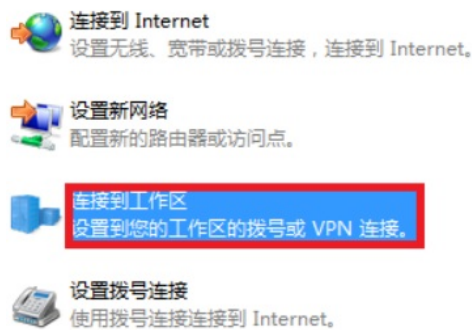 连接到 Internet
设置无线、宽带或拨号连接，连接到 Internet。
设置新网络
配置新的路由器或访问点。
连接到工作区
设置到您的工作区的拨号或 VPN 连接。
设置拨号连接
使用拨号连接连接到 Internet。